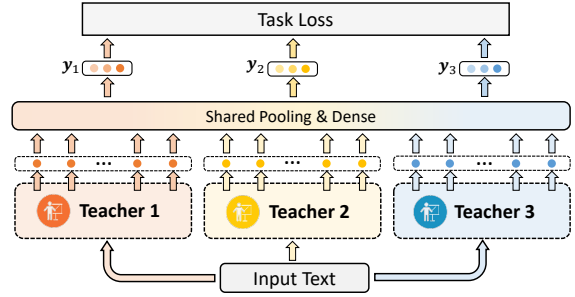 Task Loss
y₁ y₂ y₃
Shared Pooling & Dense
... ... ...
Teacher 1 Teacher 2 Teacher 3
Input Text